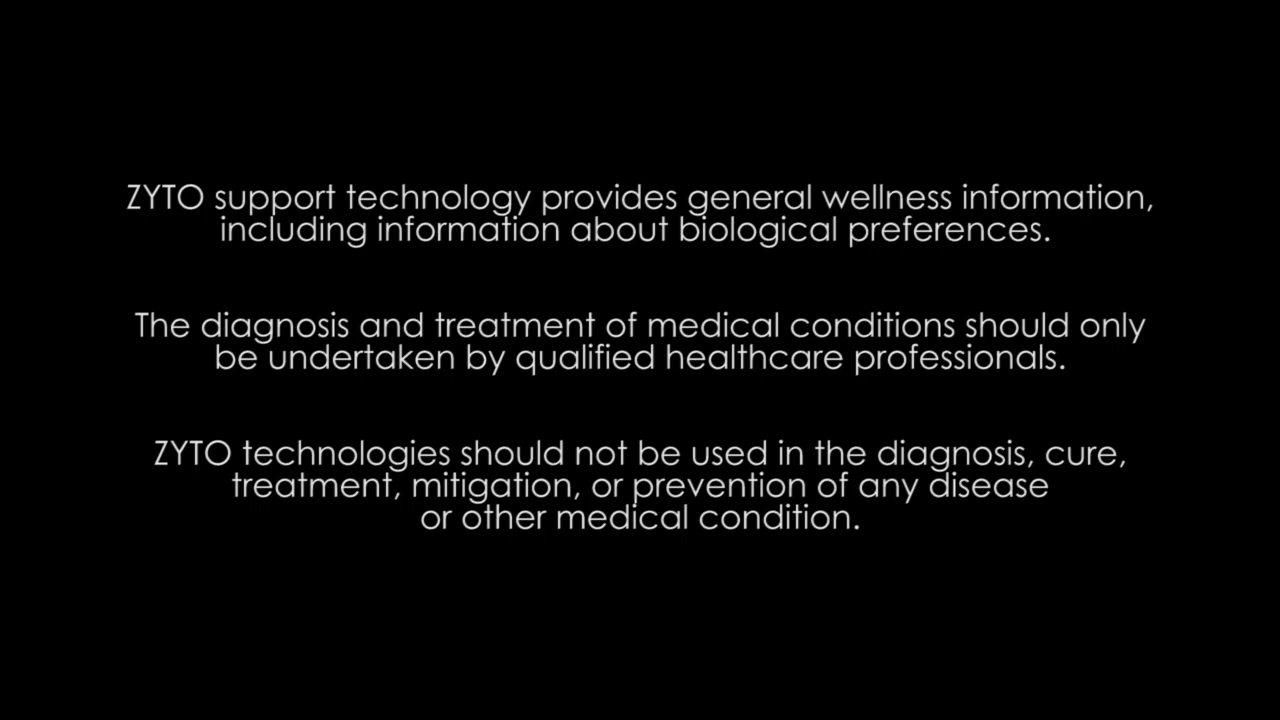 ZYTO support technology provides general wellness information,
including information about biological preferences.
The diagnosis and treatment of medical conditions should only
be undertaken by qualified healthcare professionals.
ZYTO technologies should not be used in the diagnosis, cure,
treatment, mitigation, or prevention of any disease
or other medical condition.